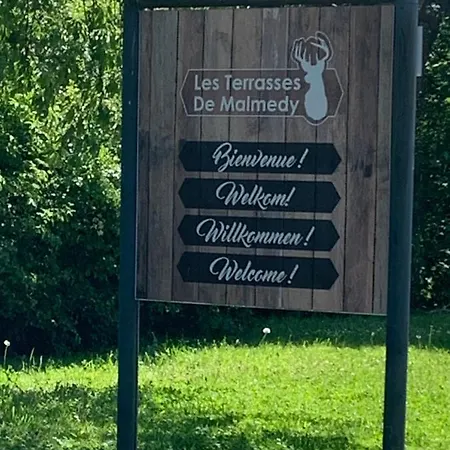 Les Terrasses
De Malmedy
Bienvenue!
Welkom!
Willkommen!
Welcome!